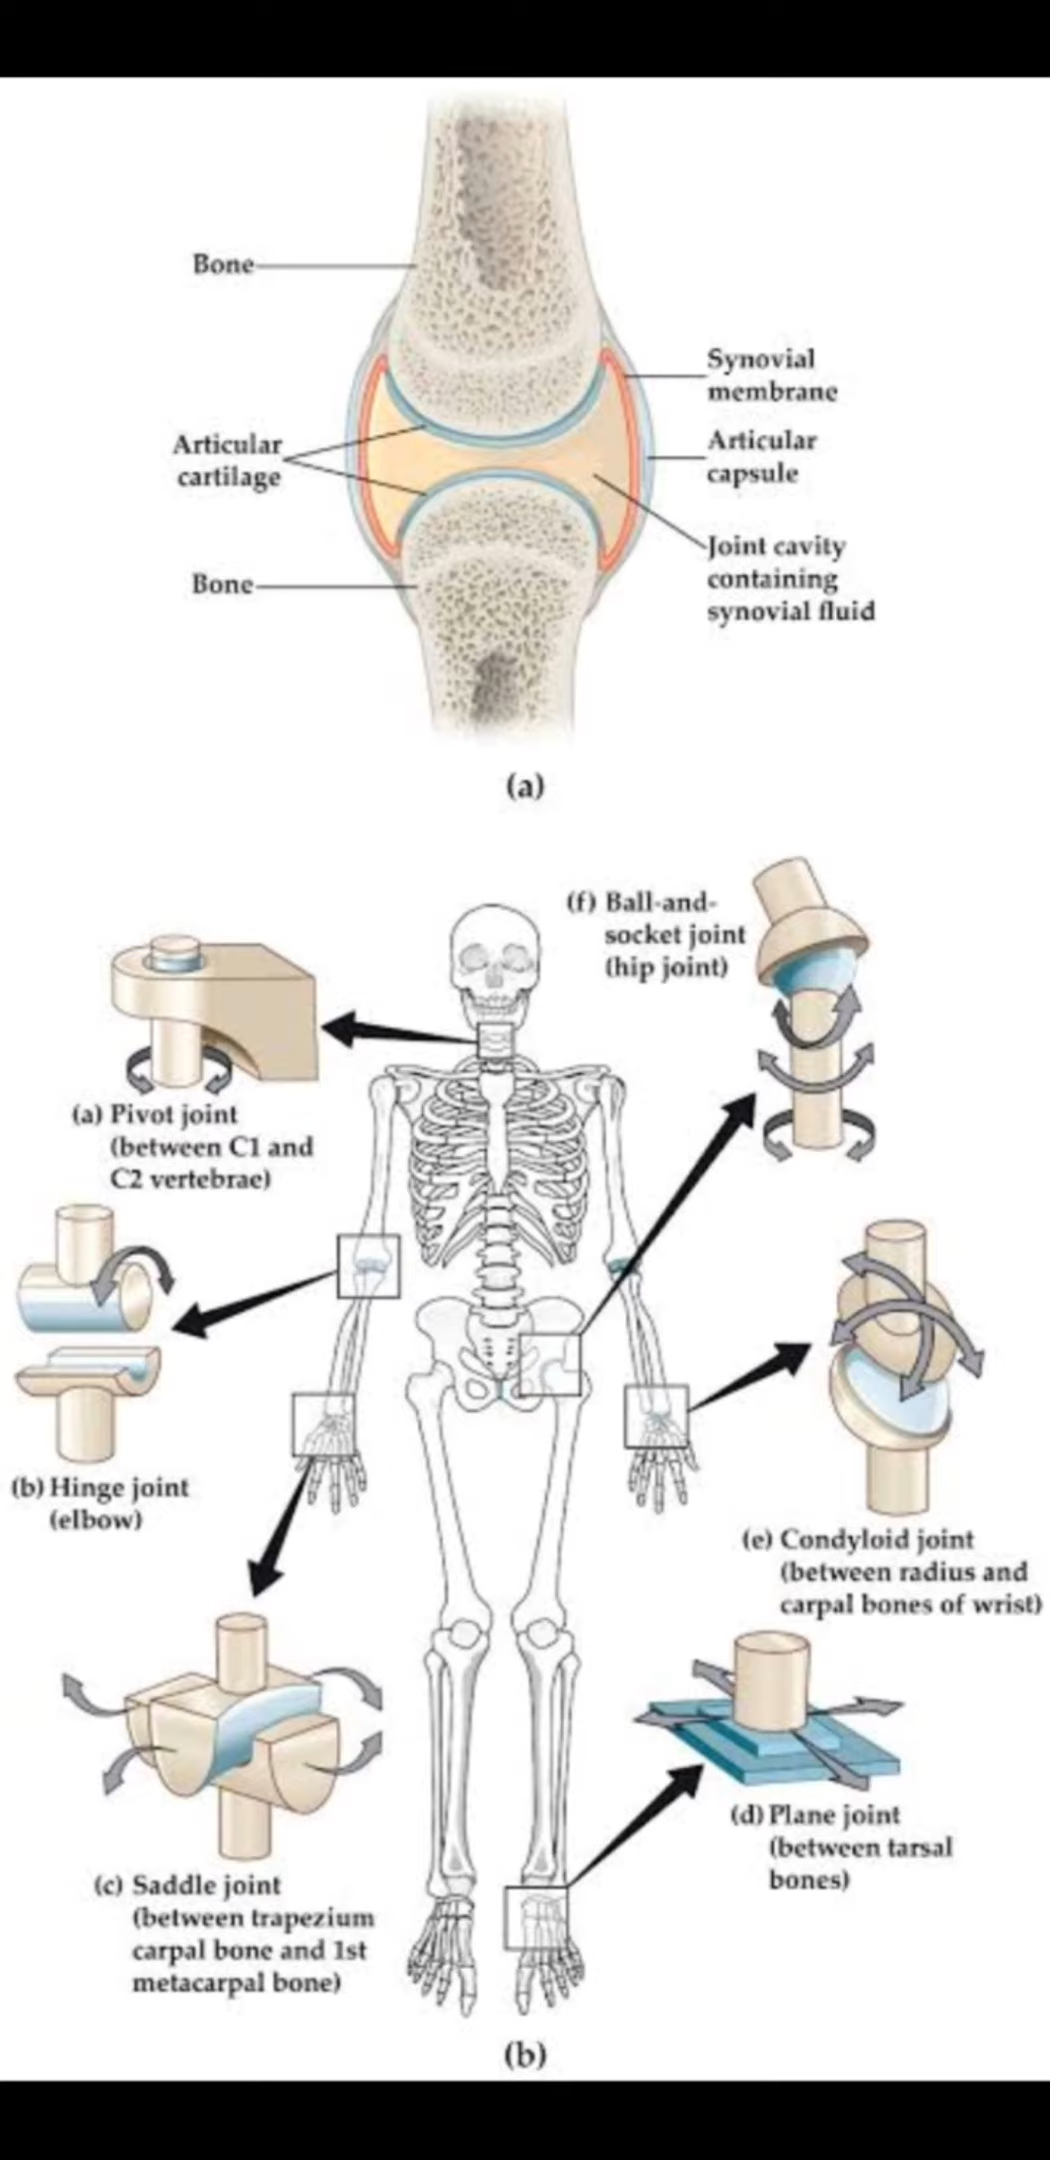 Bone
Synovial
membrane
Articular
cartilage
Articular
capsule
Joint cavity
containing
synovial fluid
Bone
(a)
(f) Ball-and-
socket joint
(hip joint)
(a) Pivot joint
(between C1 and
C2 vertebrae)
(b) Hinge joint
(elbow)
(e) Condyloid joint
(between radius and
carpal bones of wrist)
(d) Plane joint
(between tarsal
bones)
(c) Saddle joint
(between trapezium
carpal bone and 1st
metacarpal bone)
(b)